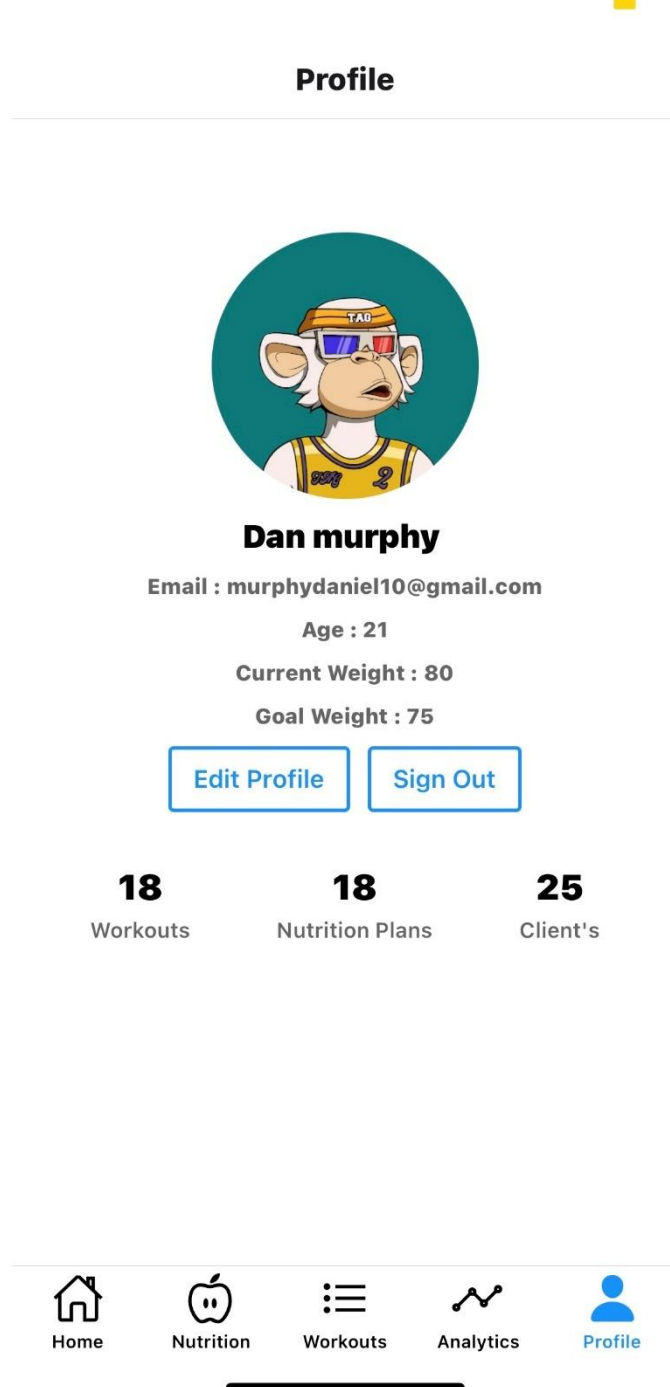 Profile
TAG
2
Dan murphy
Email : murphydaniel10@gmail.com
Age : 21
Current Weight : 80
Goal Weight : 75
Edit Profile Sign Out
18 18 25
Workouts Nutrition Plans Client's
Home Nutrition Workouts Analytics Profile